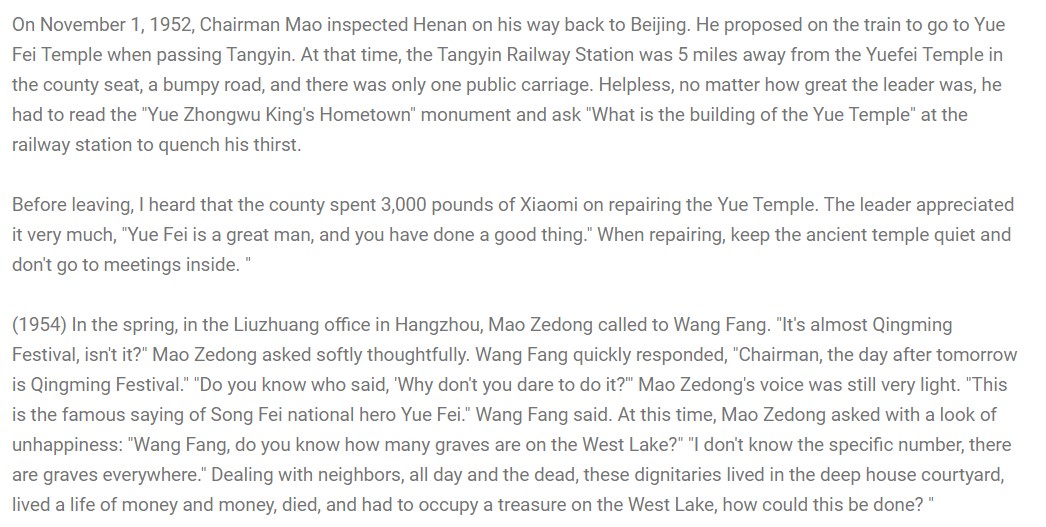 On November 1, 1952, Chairman Mao inspected Henan on his way back to Beijing. He proposed on the train to go to Yue
Fei Temple when passing Tangyin. At that time, the Tangyin Railway Station was 5 miles away from the Yuefei Temple in
the county seat, a bumpy road, and there was only one public carriage. Helpless, no matter how great the leader was, he
had to read the "Yue Zhongwu King's Hometown" monument and ask "What is the building of the Yue Temple" at the
railway station to quench his thirst.
Before leaving, I heard that the county spent 3,000 pounds of Xiaomi on repairing the Yue Temple. The leader appreciated
it very much, "Yue Fei is a great man, and you have done a good thing." When repairing, keep the ancient temple quiet and
don't go to meetings inside. "
(1954) In the spring, in the Liuzhuang office in Hangzhou, Mao Zedong called to Wang Fang. "It's almost Qingming
Festival, isn't it?" Mao Zedong asked softly thoughtfully. Wang Fang quickly responded, "Chairman, the day after tomorrow
is Qingming Festival." "Do you know who said, 'Why don't you dare to do it?'" Mao Zedong's voice was still very light. "This
is the famous saying of Song Fei national hero Yue Fei." Wang Fang said. At this time, Mao Zedong asked with a look of
unhappiness: "Wang Fang, do you know how many graves are on the West Lake?" "I don't know the specific number, there
are graves everywhere." Dealing with neighbors, all day and the dead, these dignitaries lived in the deep house courtyard,
lived a life of money and money, died, and had to occupy a treasure on the West Lake, how could this be done? "